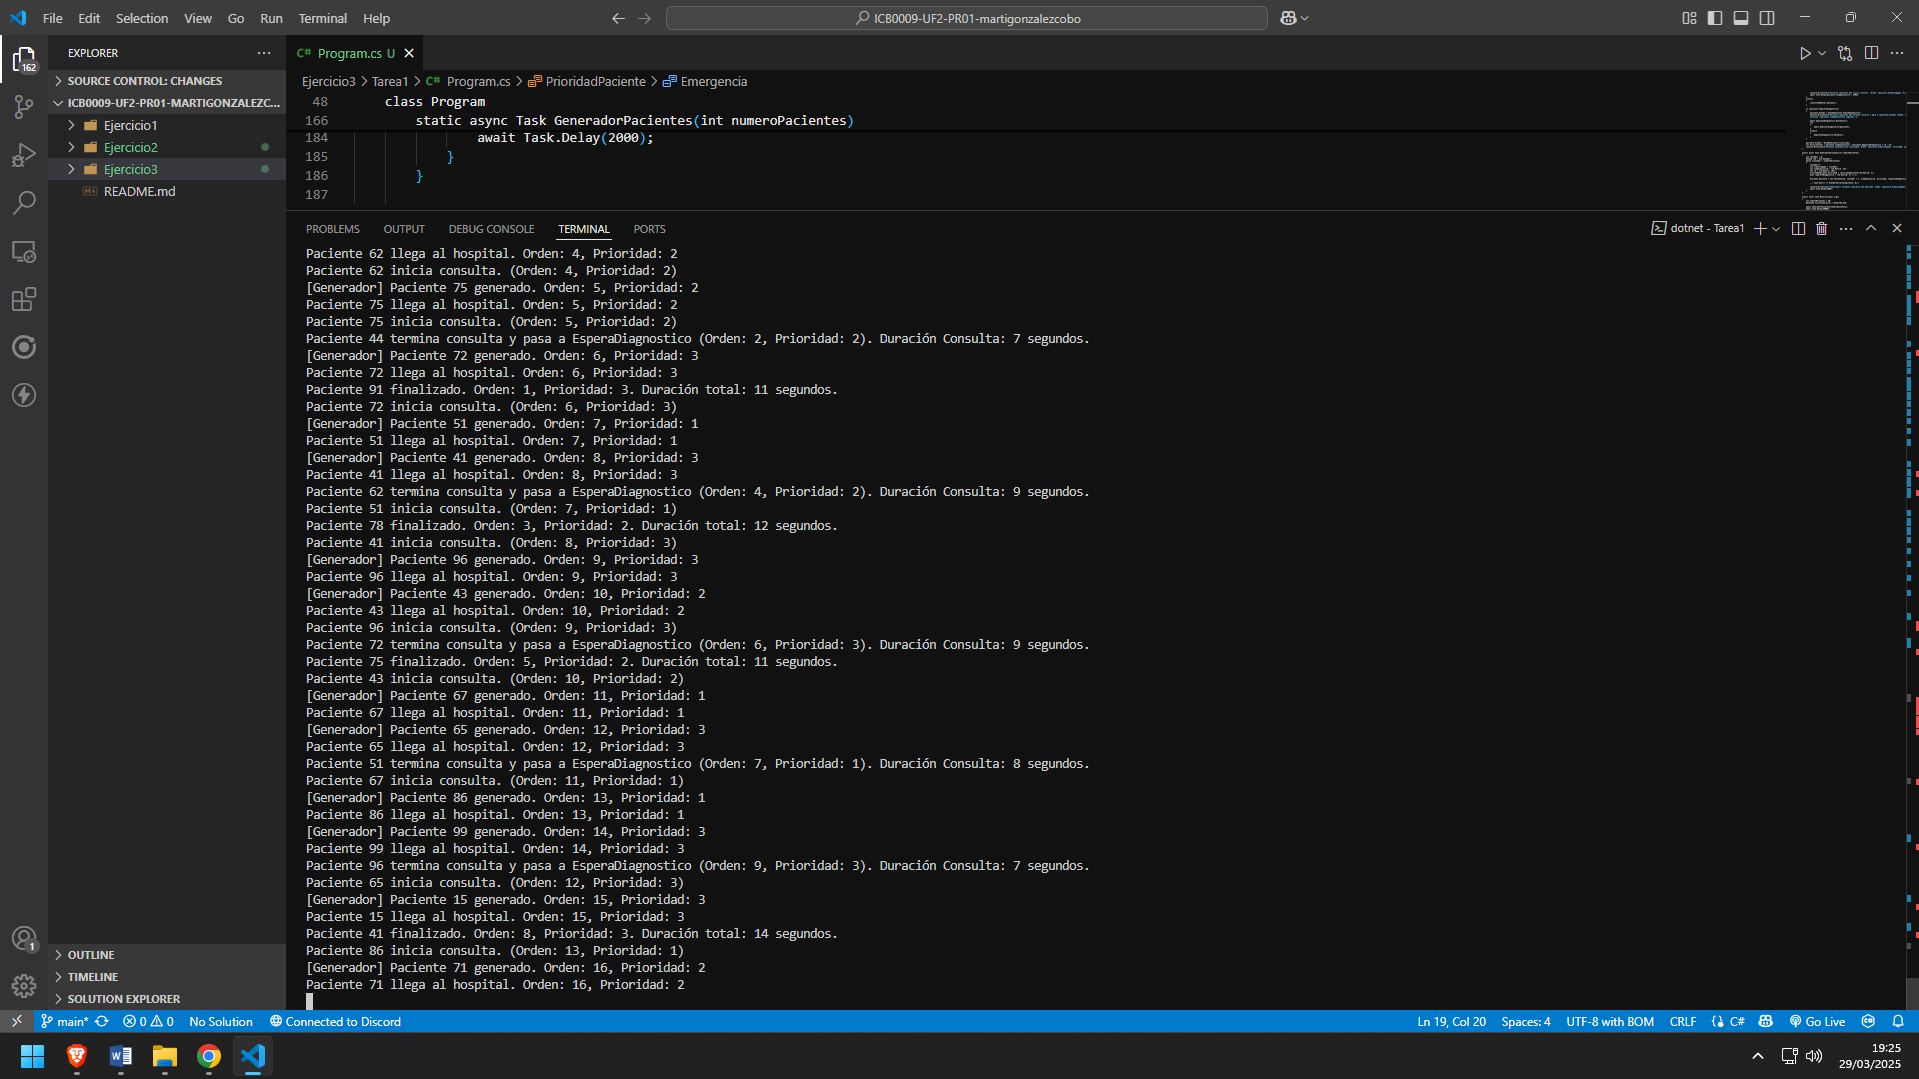 File Edit Selection View Go Run Terminal Help
ICB0009-UF2-PR01-martigonzalezcobo
EXPLORER
162
SOURCE CONTROL: CHANGES
ICB0009-UF2-PR01-MARTIGONZALEZC...
Ejercicio1
Ejercicio2
Ejercicio3
README.md
OUTLINE
TIMELINE
SOLUTION EXPLORER
1
C# Program.cs U
Ejercicio3 > Tarea1 > C# Program.cs > PrioridadPaciente > Emergencia
48 class Program
166 static async Task GeneradorPacientes(int numeroPacientes)
184 await Task.Delay(2000);
185 }
186 }
187
PROBLEMS OUTPUT DEBUG CONSOLE TERMINAL PORTS
dotnet - Tarea1
Paciente 62 llega al hospital. Orden: 4, Prioridad: 2
Paciente 62 inicia consulta. (Orden: 4, Prioridad: 2)
[Generador] Paciente 75 generado. Orden: 5, Prioridad: 2
Paciente 75 llega al hospital. Orden: 5, Prioridad: 2
Paciente 75 inicia consulta. (Orden: 5, Prioridad: 2)
Paciente 44 termina consulta y pasa a EsperaDiagnostico (Orden: 2, Prioridad: 2). Duración Consulta: 7 segundos.
[Generador] Paciente 72 generado. Orden: 6, Prioridad: 3
Paciente 72 llega al hospital. Orden: 6, Prioridad: 3
Paciente 91 finalizado. Orden: 1, Prioridad: 3. Duración total: 11 segundos.
Paciente 72 inicia consulta. (Orden: 6, Prioridad: 3)
[Generador] Paciente 51 generado. Orden: 7, Prioridad: 1
Paciente 51 llega al hospital. Orden: 7, Prioridad: 1
[Generador] Paciente 41 generado. Orden: 8, Prioridad: 3
Paciente 41 llega al hospital. Orden: 8, Prioridad: 3
Paciente 62 termina consulta y pasa a EsperaDiagnostico (Orden: 4, Prioridad: 2). Duración Consulta: 9 segundos.
Paciente 51 inicia consulta. (Orden: 7, Prioridad: 1)
Paciente 78 finalizado. Orden: 3, Prioridad: 2. Duración total: 12 segundos.
Paciente 41 inicia consulta. (Orden: 8, Prioridad: 3)
[Generador] Paciente 96 generado. Orden: 9, Prioridad: 3
Paciente 96 llega al hospital. Orden: 9, Prioridad: 3
[Generador] Paciente 43 generado. Orden: 10, Prioridad: 2
Paciente 43 llega al hospital. Orden: 10, Prioridad: 2
Paciente 96 inicia consulta. (Orden: 9, Prioridad: 3)
Paciente 72 termina consulta y pasa a EsperaDiagnostico (Orden: 6, Prioridad: 3). Duración Consulta: 9 segundos.
Paciente 75 finalizado. Orden: 5, Prioridad: 2. Duración total: 11 segundos.
Paciente 43 inicia consulta. (Orden: 10, Prioridad: 2)
[Generador] Paciente 67 generado. Orden: 11, Prioridad: 1
Paciente 67 llega al hospital. Orden: 11, Prioridad: 1
[Generador] Paciente 65 generado. Orden: 12, Prioridad: 3
Paciente 65 llega al hospital. Orden: 12, Prioridad: 3
Paciente 51 termina consulta y pasa a EsperaDiagnostico (Orden: 7, Prioridad: 1). Duración Consulta: 8 segundos.
Paciente 67 inicia consulta. (Orden: 11, Prioridad: 1)
[Generador] Paciente 86 generado. Orden: 13, Prioridad: 1
Paciente 86 llega al hospital. Orden: 13, Prioridad: 1
[Generador] Paciente 99 generado. Orden: 14, Prioridad: 3
Paciente 99 llega al hospital. Orden: 14, Prioridad: 3
Paciente 96 termina consulta y pasa a EsperaDiagnostico (Orden: 9, Prioridad: 3). Duración Consulta: 7 segundos.
Paciente 65 inicia consulta. (Orden: 12, Prioridad: 3)
[Generador] Paciente 15 generado. Orden: 15, Prioridad: 3
Paciente 15 llega al hospital. Orden: 15, Prioridad: 3
Paciente 41 finalizado. Orden: 8, Prioridad: 3. Duración total: 14 segundos.
Paciente 86 inicia consulta. (Orden: 13, Prioridad: 1)
[Generador] Paciente 71 generado. Orden: 16, Prioridad: 2
Paciente 71 llega al hospital. Orden: 16, Prioridad: 2
main* 0 0 No Solution Connected to Discord Ln 19, Col 20 Spaces: 4 UTF-8 with BOM CRLF {} C# Go Live
19:25
29/03/2025